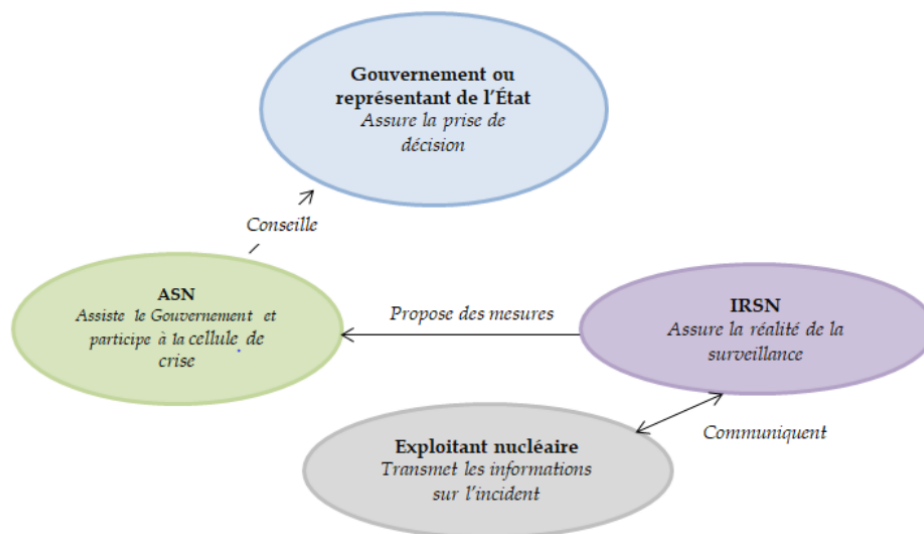 Gouvernement ou
représentant de l'État
Assure la prise de
décision
Conseille
ASN
Assiste le Gouvernement et
participe à la cellule de
crise
Propose des mesures
IRSN
Assure la réalité de la
surveillance
Communiquent
Exploitant nucléaire
Transmet les informations
sur l'incident